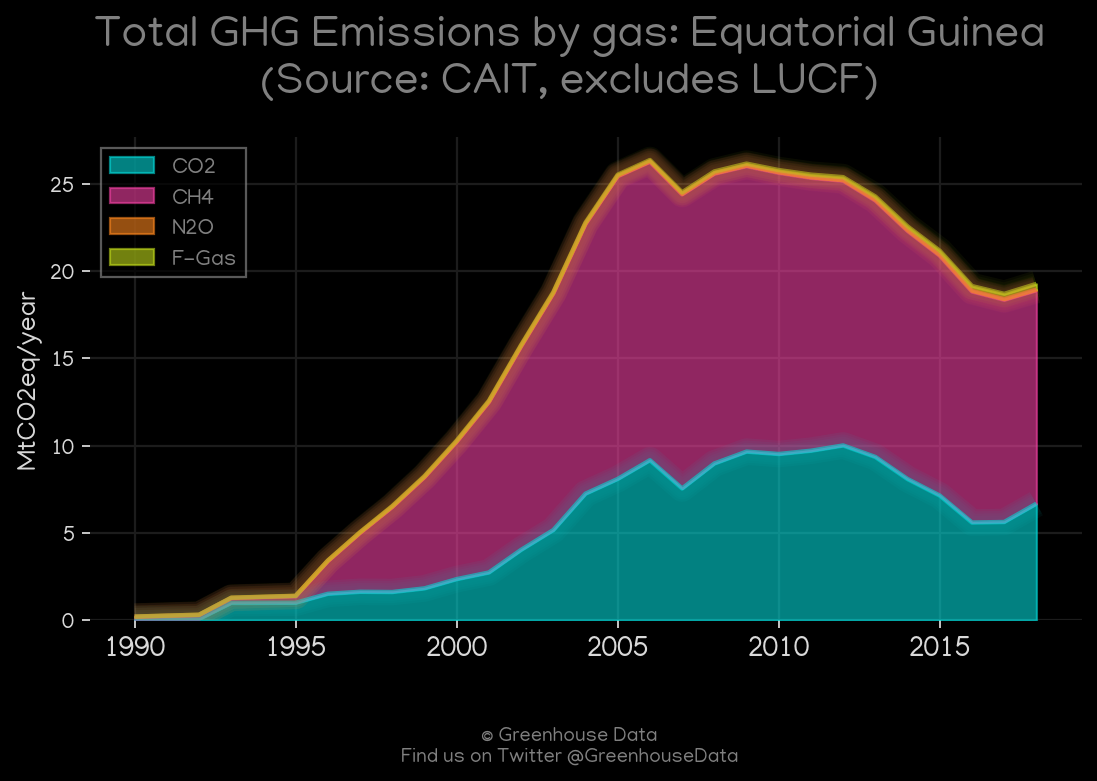 Total GHG Emissions by gas: Equatorial Guinea
(Source: CAIT, excludes LUCF)
CO2
CH4
N2O
F-Gas
MtCO2eq/year
25
20
15
10
5
0
1990 1995 2000 2005 2010 2015
© Greenhouse Data
Find us on Twitter @GreenhouseData